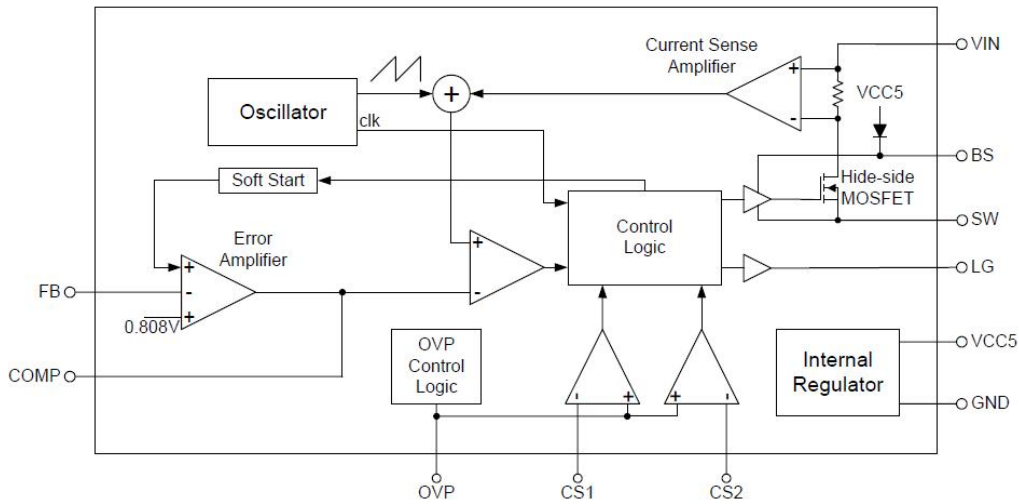 Current Sense
Amplifier
VIN
+
-
VCC5
Oscillator
+
clk
BS
Soft Start
Hide-side
MOSFET
SW
Control
Logic
Error
Amplifier
+
-
+
FB
0.808V
+
-
LG
COMP
OVP
Control
Logic
-
+
+
-
Internal
Regulator
VCC5
GND
OVP
CS1
CS2